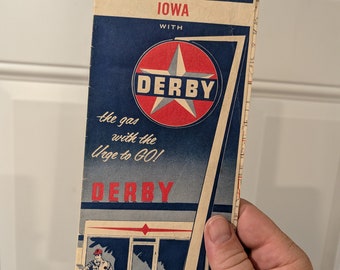 IOWA
WITH
DERBY
the gas
with the
Urge to GO!
DERBY